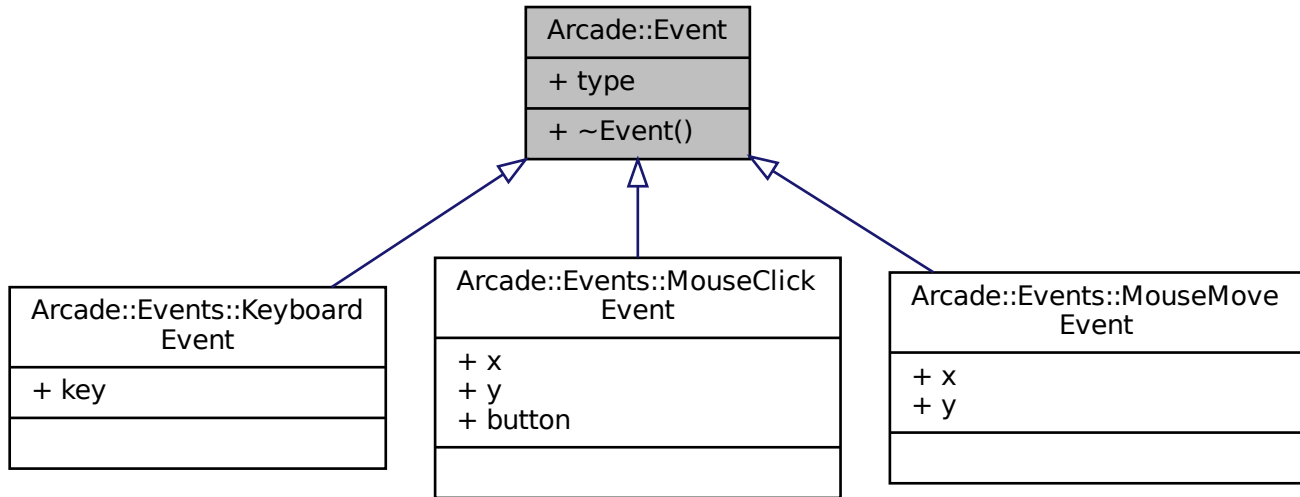 Arcade::Event
+ type
+ ~Event()
Arcade::Events::Keyboard
Event
+ key
Arcade::Events::MouseClick
Event
+ x
+ y
+ button
Arcade::Events::MouseMove
Event
+ x
+ y